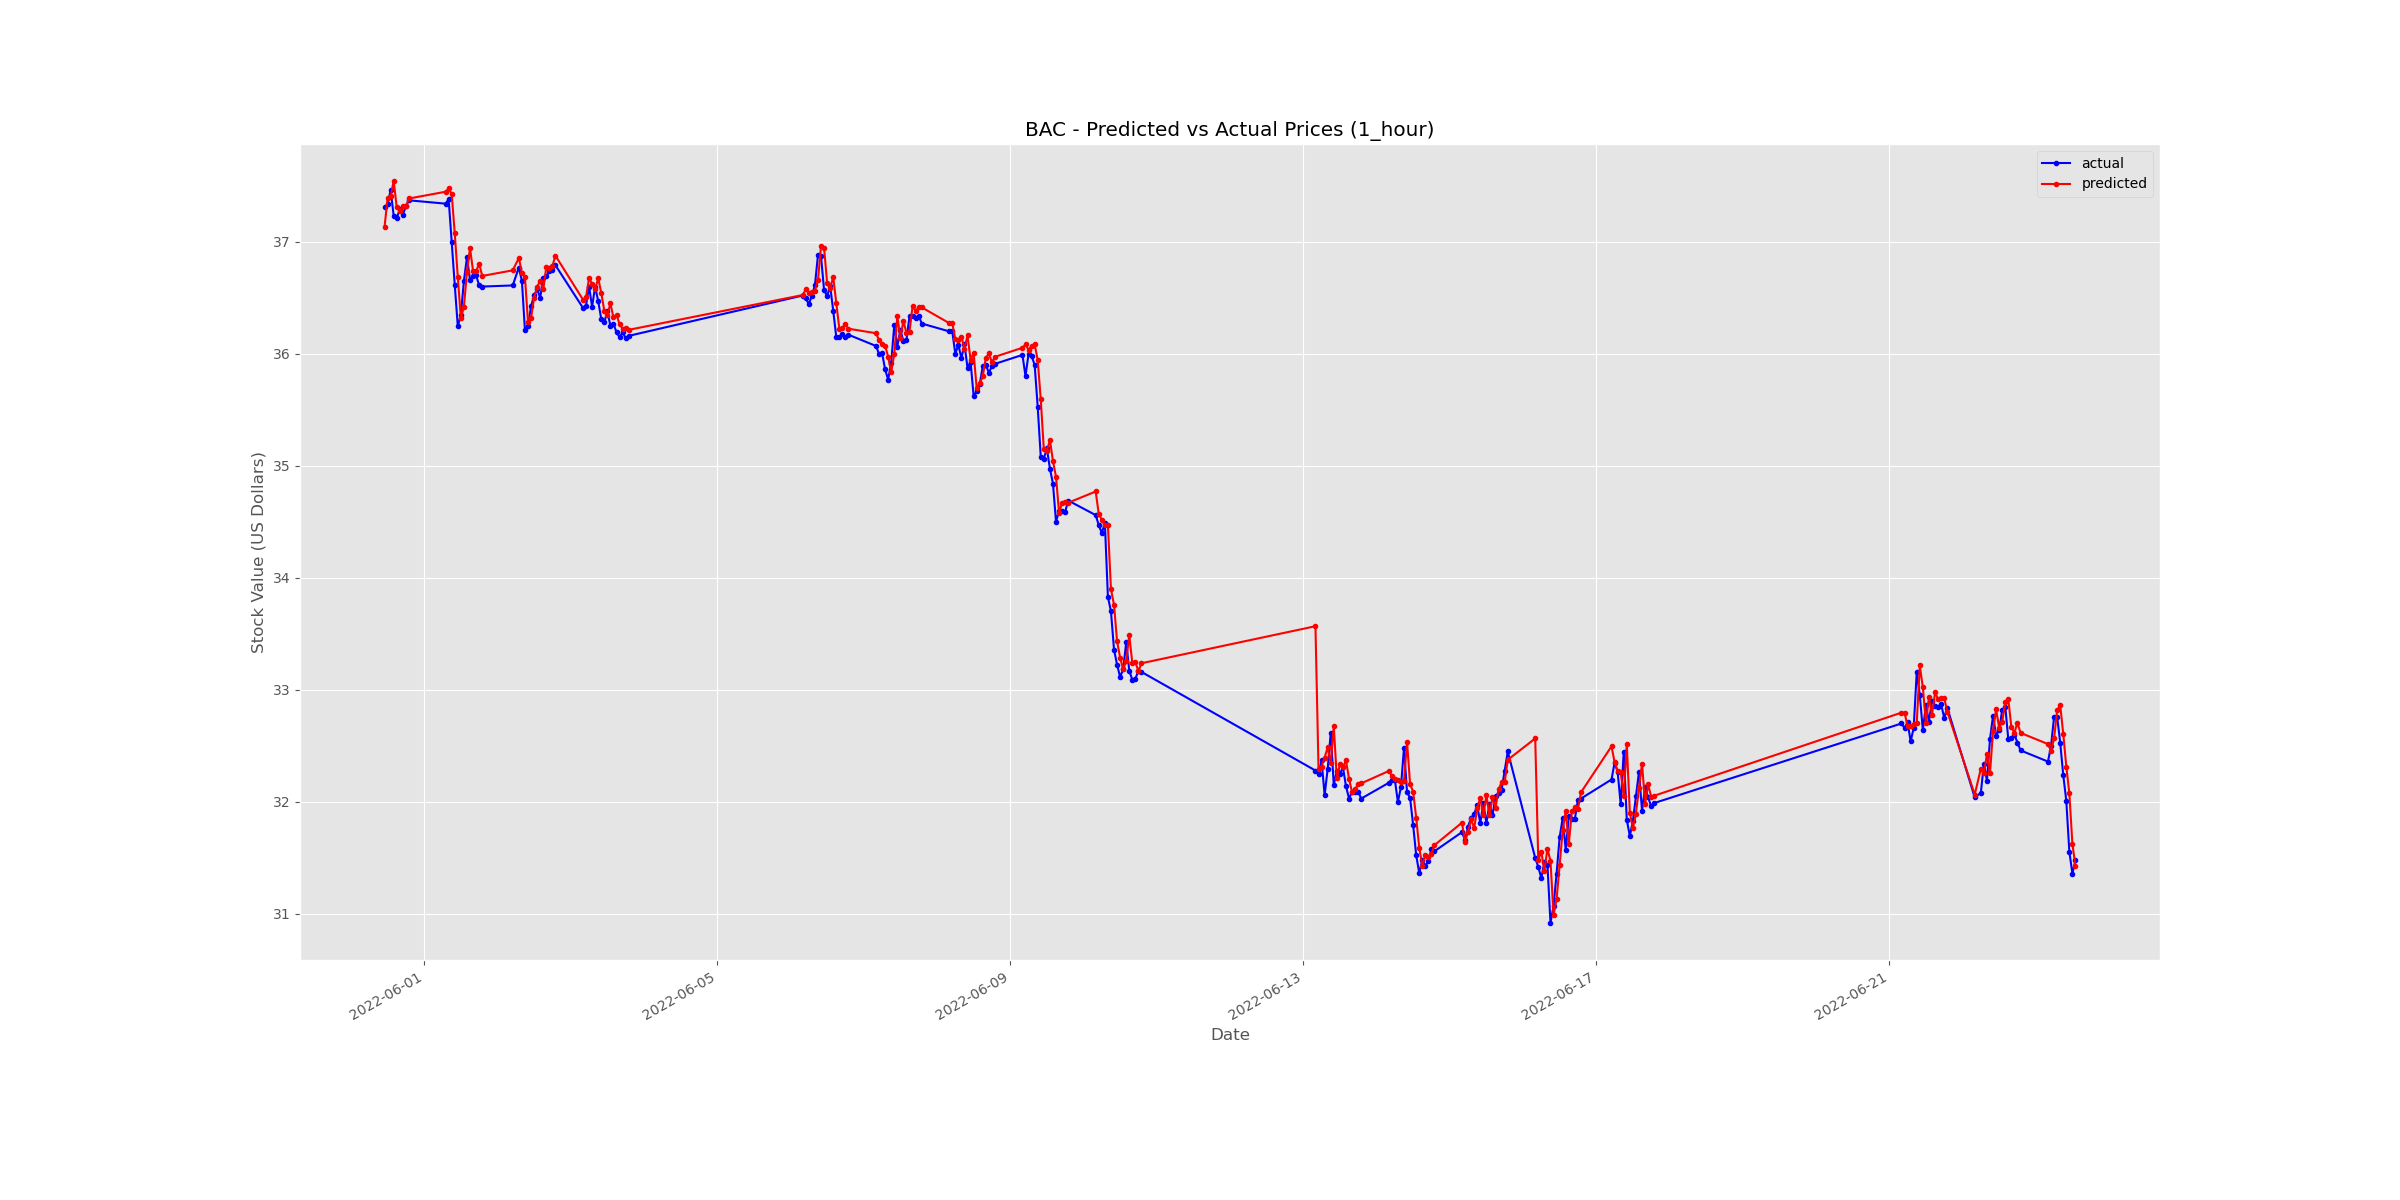 BAC - Predicted vs Actual Prices (1_hour)
actual
predicted
37
36
35
34
33
32
31
Stock Value (US Dollars)
2022-06-01
2022-06-05
2022-06-09
2022-06-13
2022-06-17
2022-06-21
Date